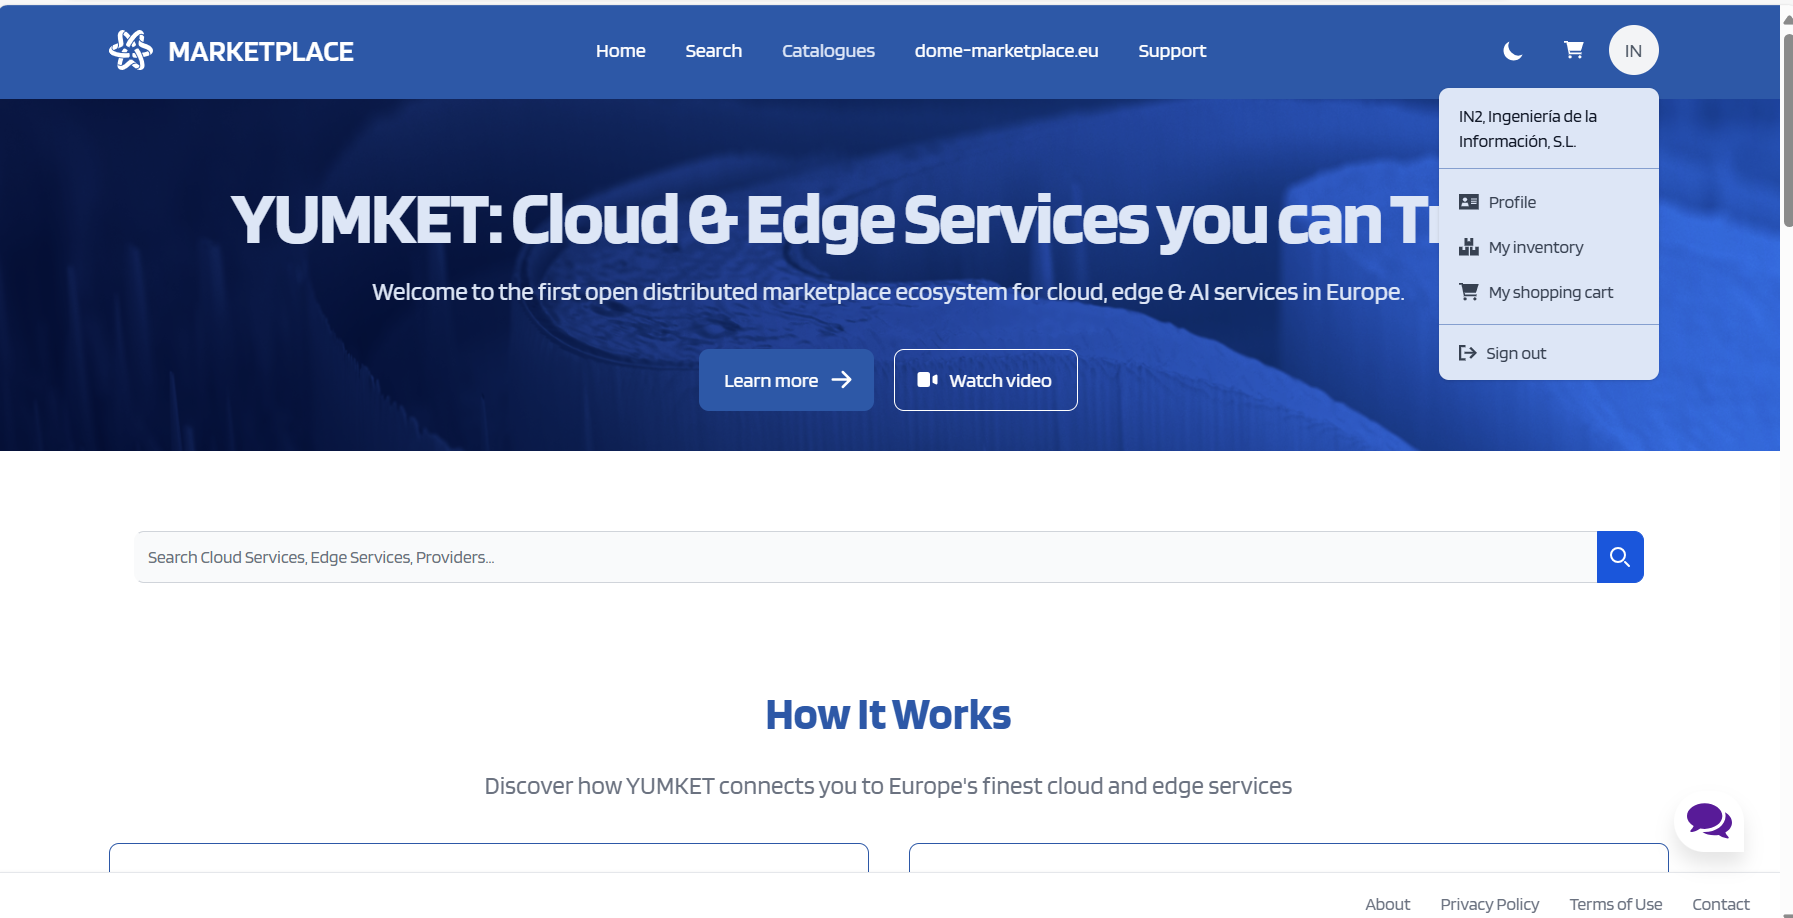 MARKETPLACE
Home
Search
Catalogues
dome-marketplace.eu
Support
IN
IN2, Ingeniería de la
Información, S.L.
Profile
My inventory
My shopping cart
Sign out
YUMKET: Cloud & Edge Services you can
Welcome to the first open distributed marketplace ecosystem for cloud, edge & AI services in Europe.
Learn more
Watch video
Search Cloud Services, Edge Services, Providers...
How It Works
Discover how YUMKET connects you to Europe's finest cloud and edge services
About
Privacy Policy
Terms of Use
Contact